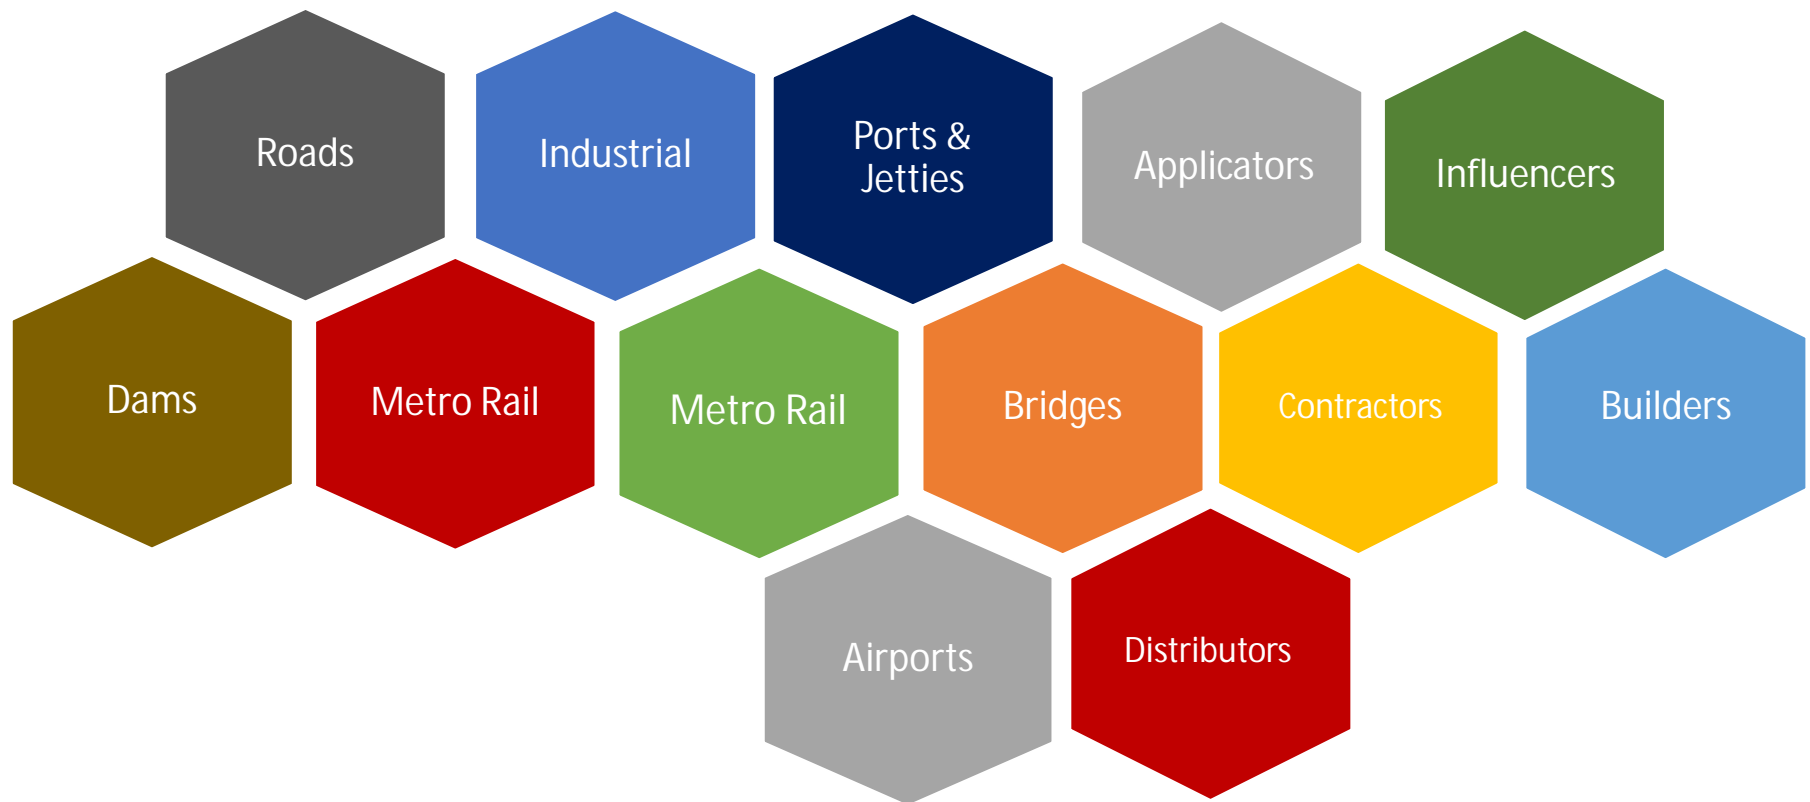 Roads
Industrial
Ports &
Jetties
Applicators
Influencers
Dams
Metro Rail
Metro Rail
Bridges
Contractors
Builders
Airports
Distributors